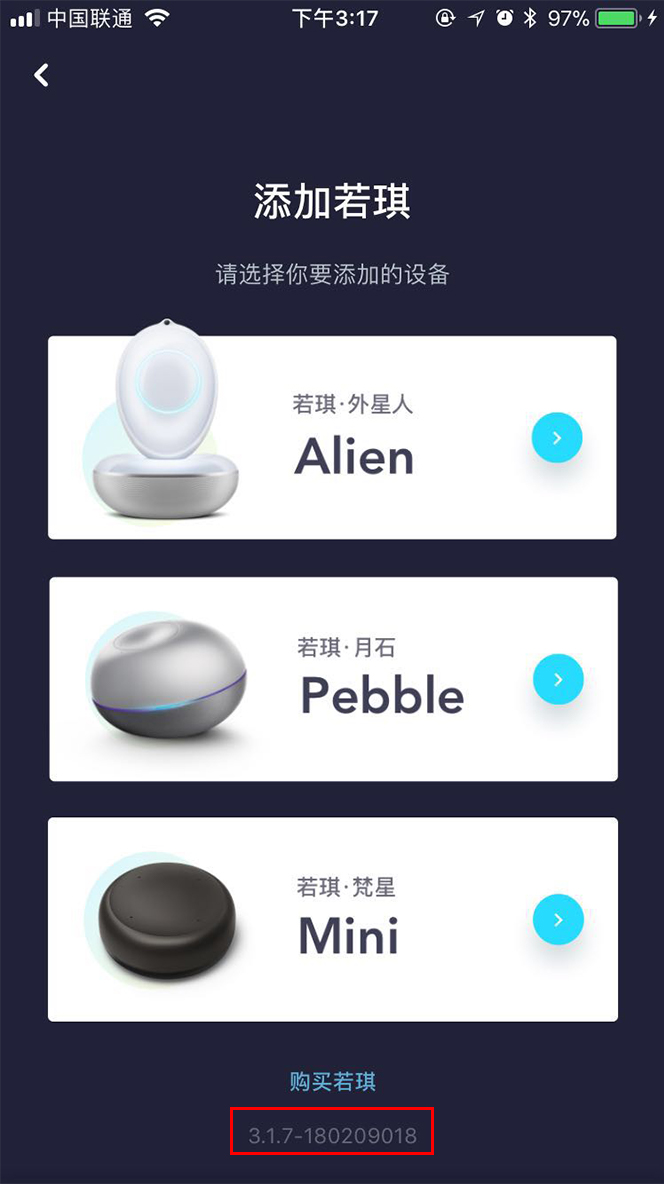 中国联通 下午3:17 97%
添加若琪
请选择你要添加的设备
若琪·外星人
Alien
若琪·月石
Pebble
若琪·梵星
Mini
购买若琪
3.1.7-180209018